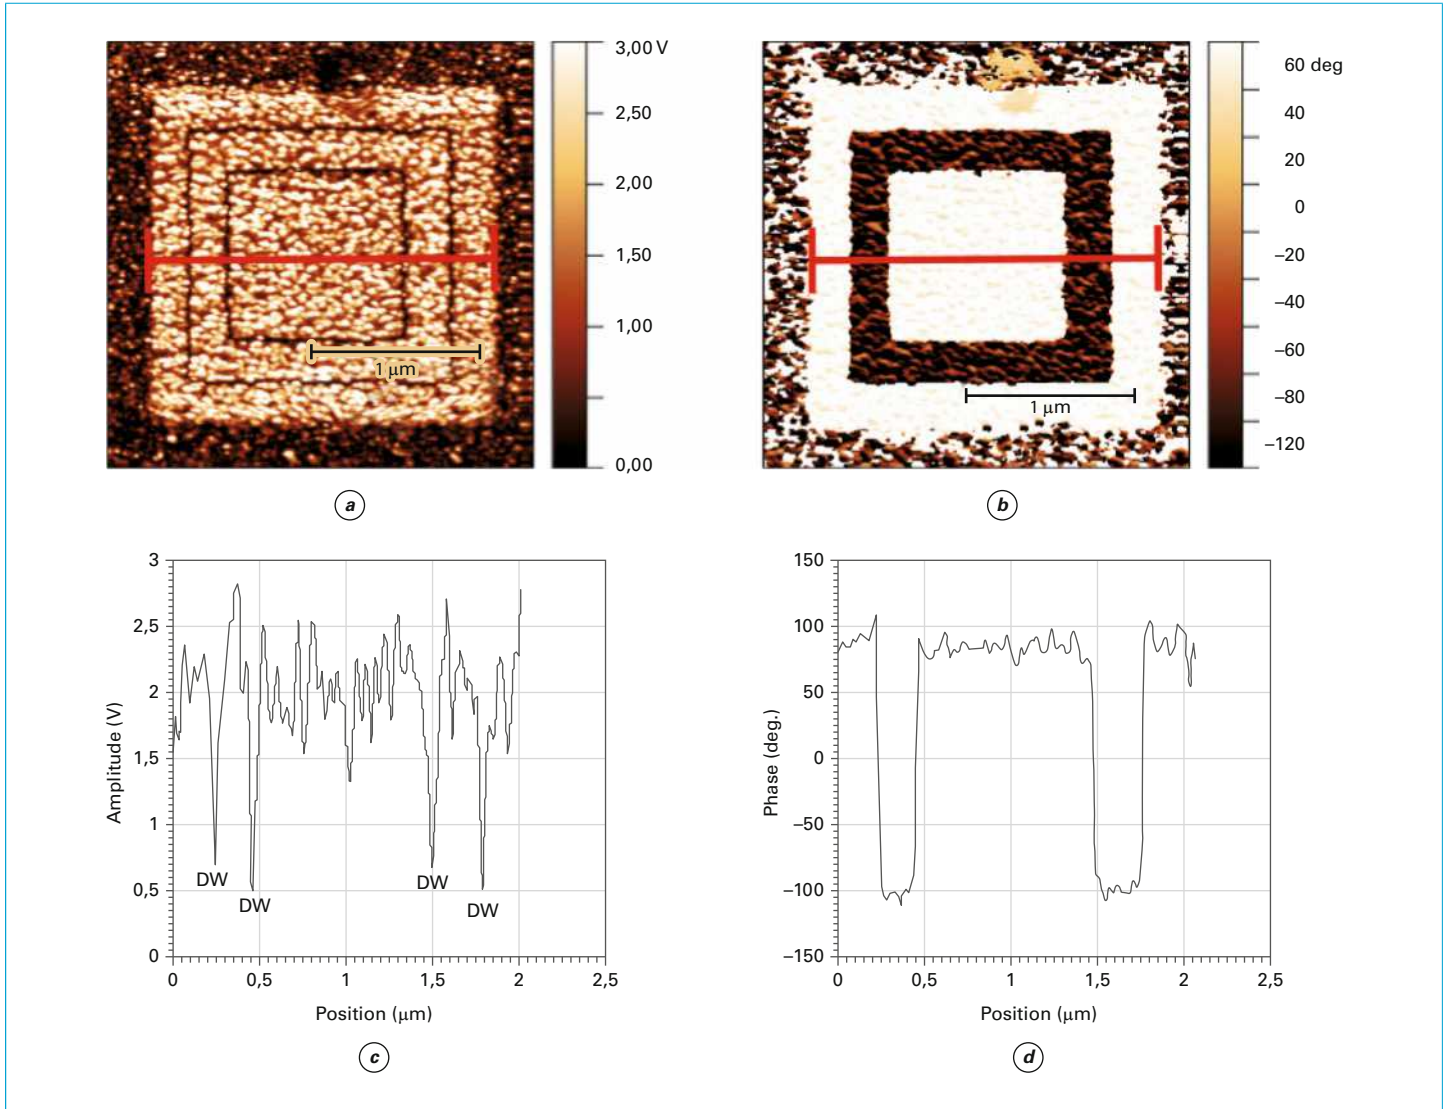 3,00 V
2,50
2,00
1,50
1,00
0,00
1 μm
a
60 deg
40
20
0
–20
–40
–60
–80
–120
1 μm
b
3
2,5
2
1,5
1
0,5
0
Amplitude (V)
DW
DW
DW
DW
0
0,5
1
1,5
2
2,5
Position (μm)
c
150
100
50
0
–50
–100
–150
Phase (deg.)
0
0,5
1
1,5
2
2,5
Position (μm)
d